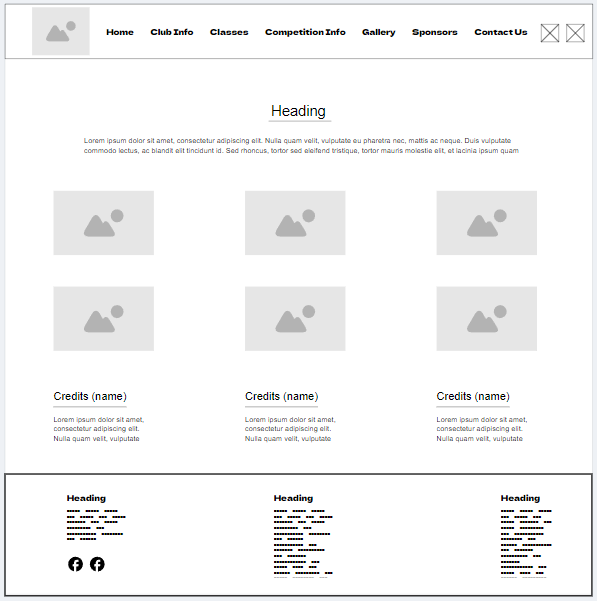 Home Club Info Classes Competition Info Gallery Sponsors Contact Us
Heading
Lorem ipsum dolor sit amet, consectetur adipiscing elit. Nulla quam velit, vulputate eu pharetra nec, mattis ac neque. Duis vulputate
commodo lectus, ac blandit elit tincidunt id. Sed rhoncus, tortor sed eleifend tristique, tortor mauris molestie elit, et lacinia ipsum quam
Credits (name)
Lorem ipsum dolor sit amet,
consectetur adipiscing elit.
Nulla quam velit, vulputate
Credits (name)
Lorem ipsum dolor sit amet,
consectetur adipiscing elit.
Nulla quam velit, vulputate
Credits (name)
Lorem ipsum dolor sit amet,
consectetur adipiscing elit.
Nulla quam velit, vulputate
Heading
Heading
Heading